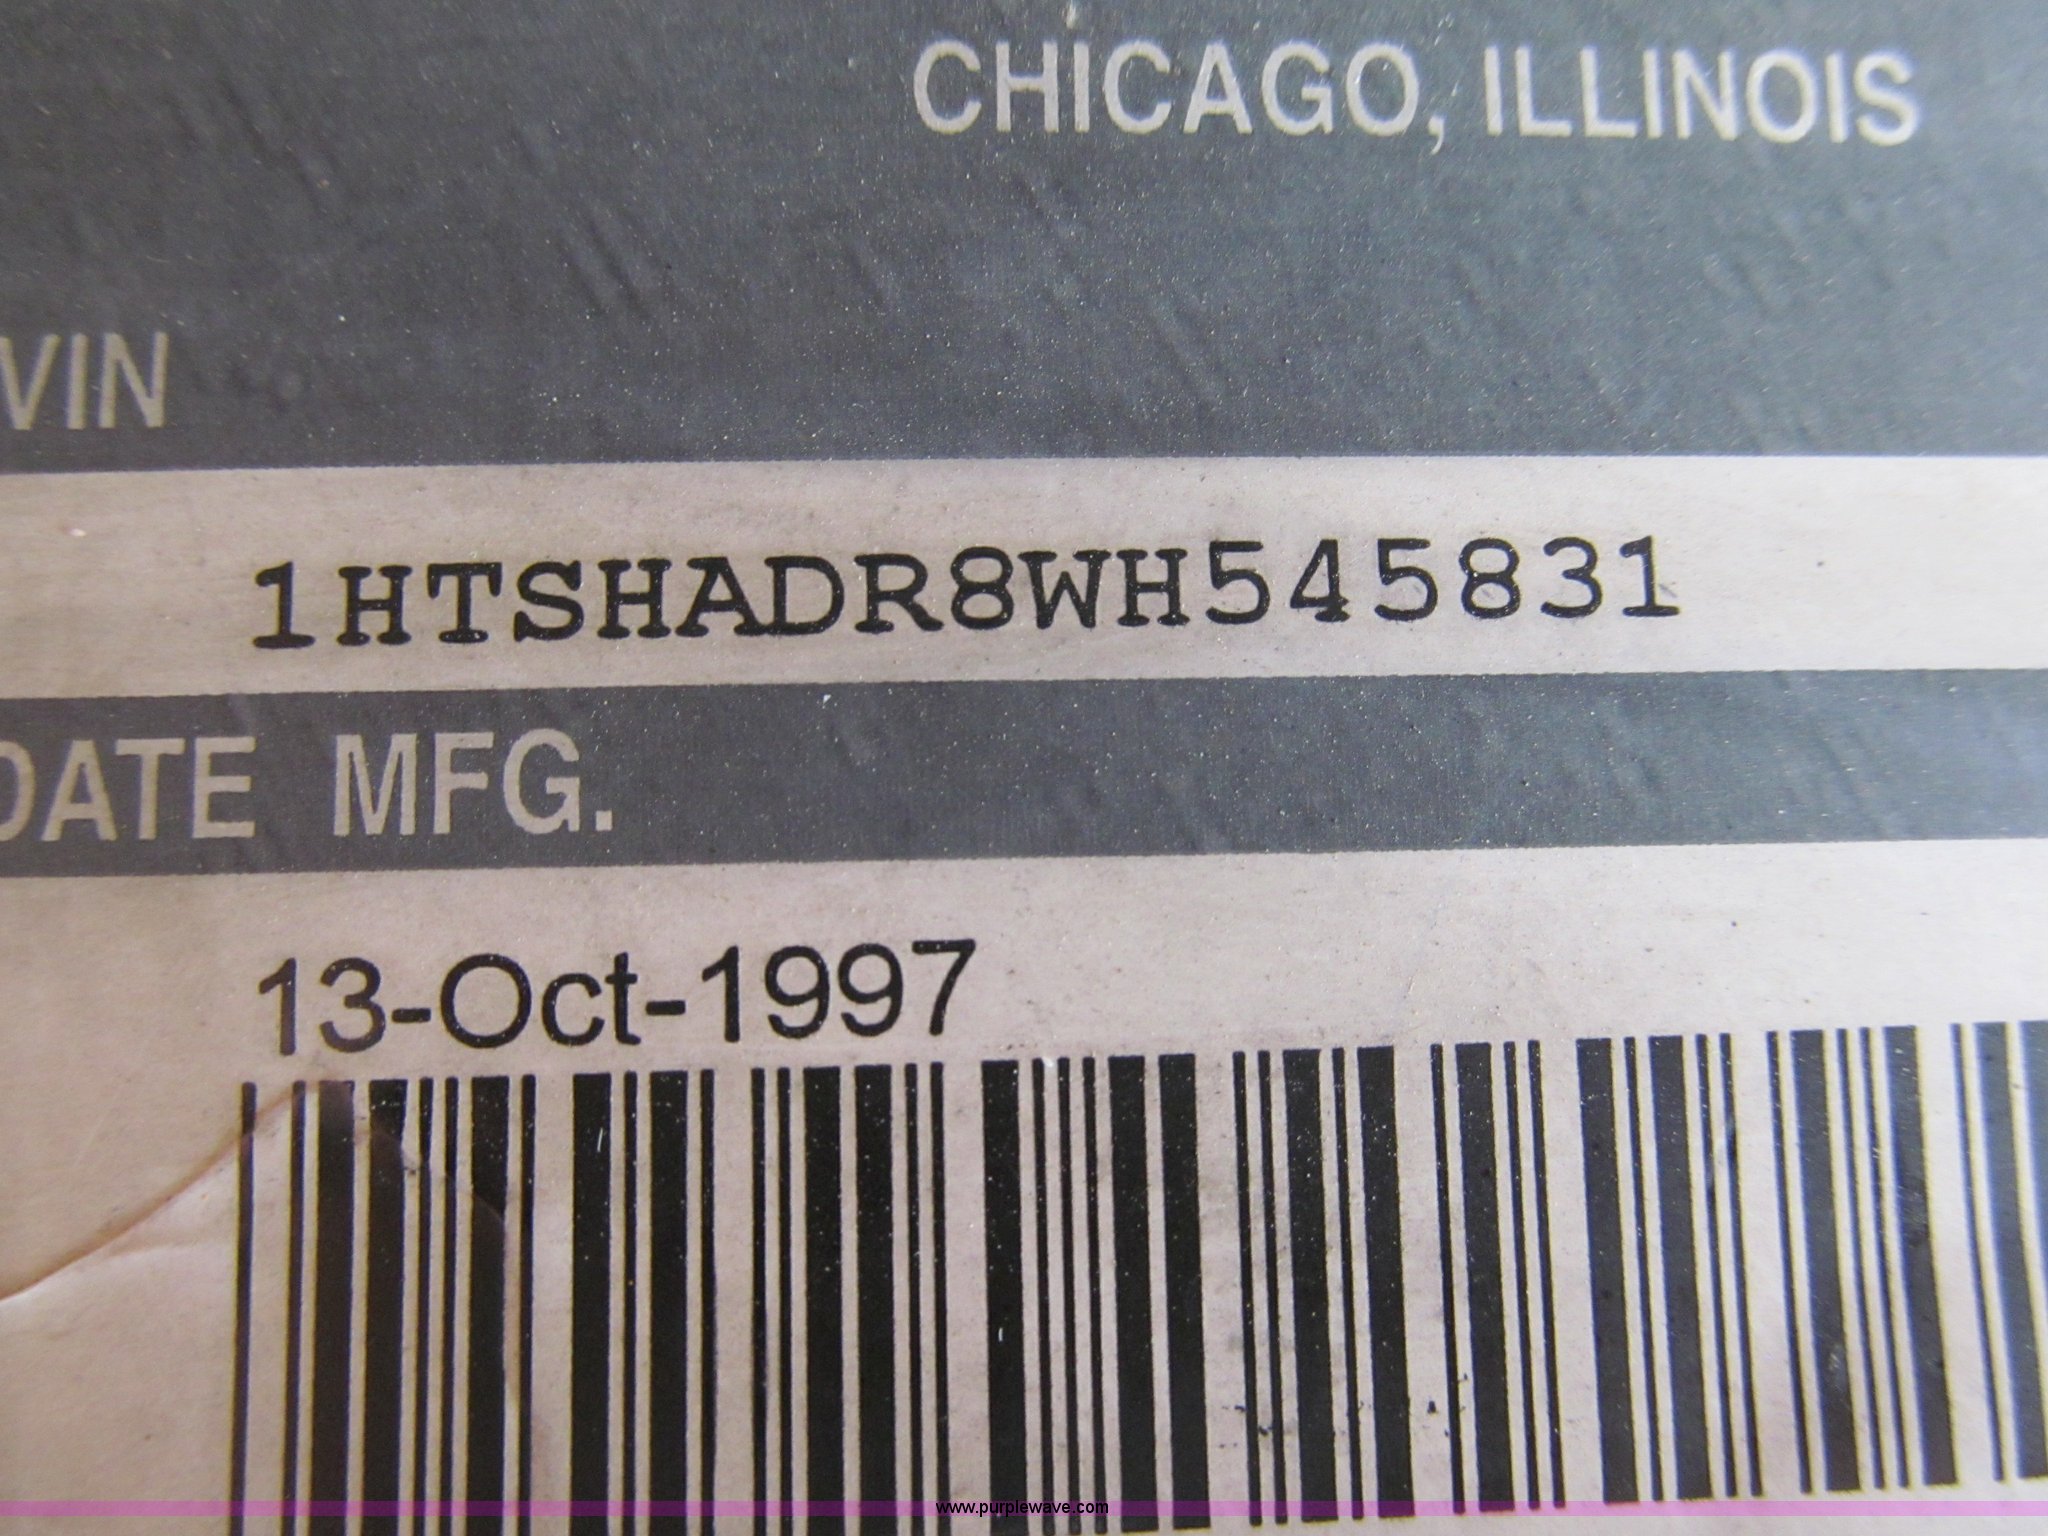 CHICAGO, ILLINOIS
VIN
1HTSHADR8WH545831
DATE MFG.
13-Oct-1997
www.purplewave.com